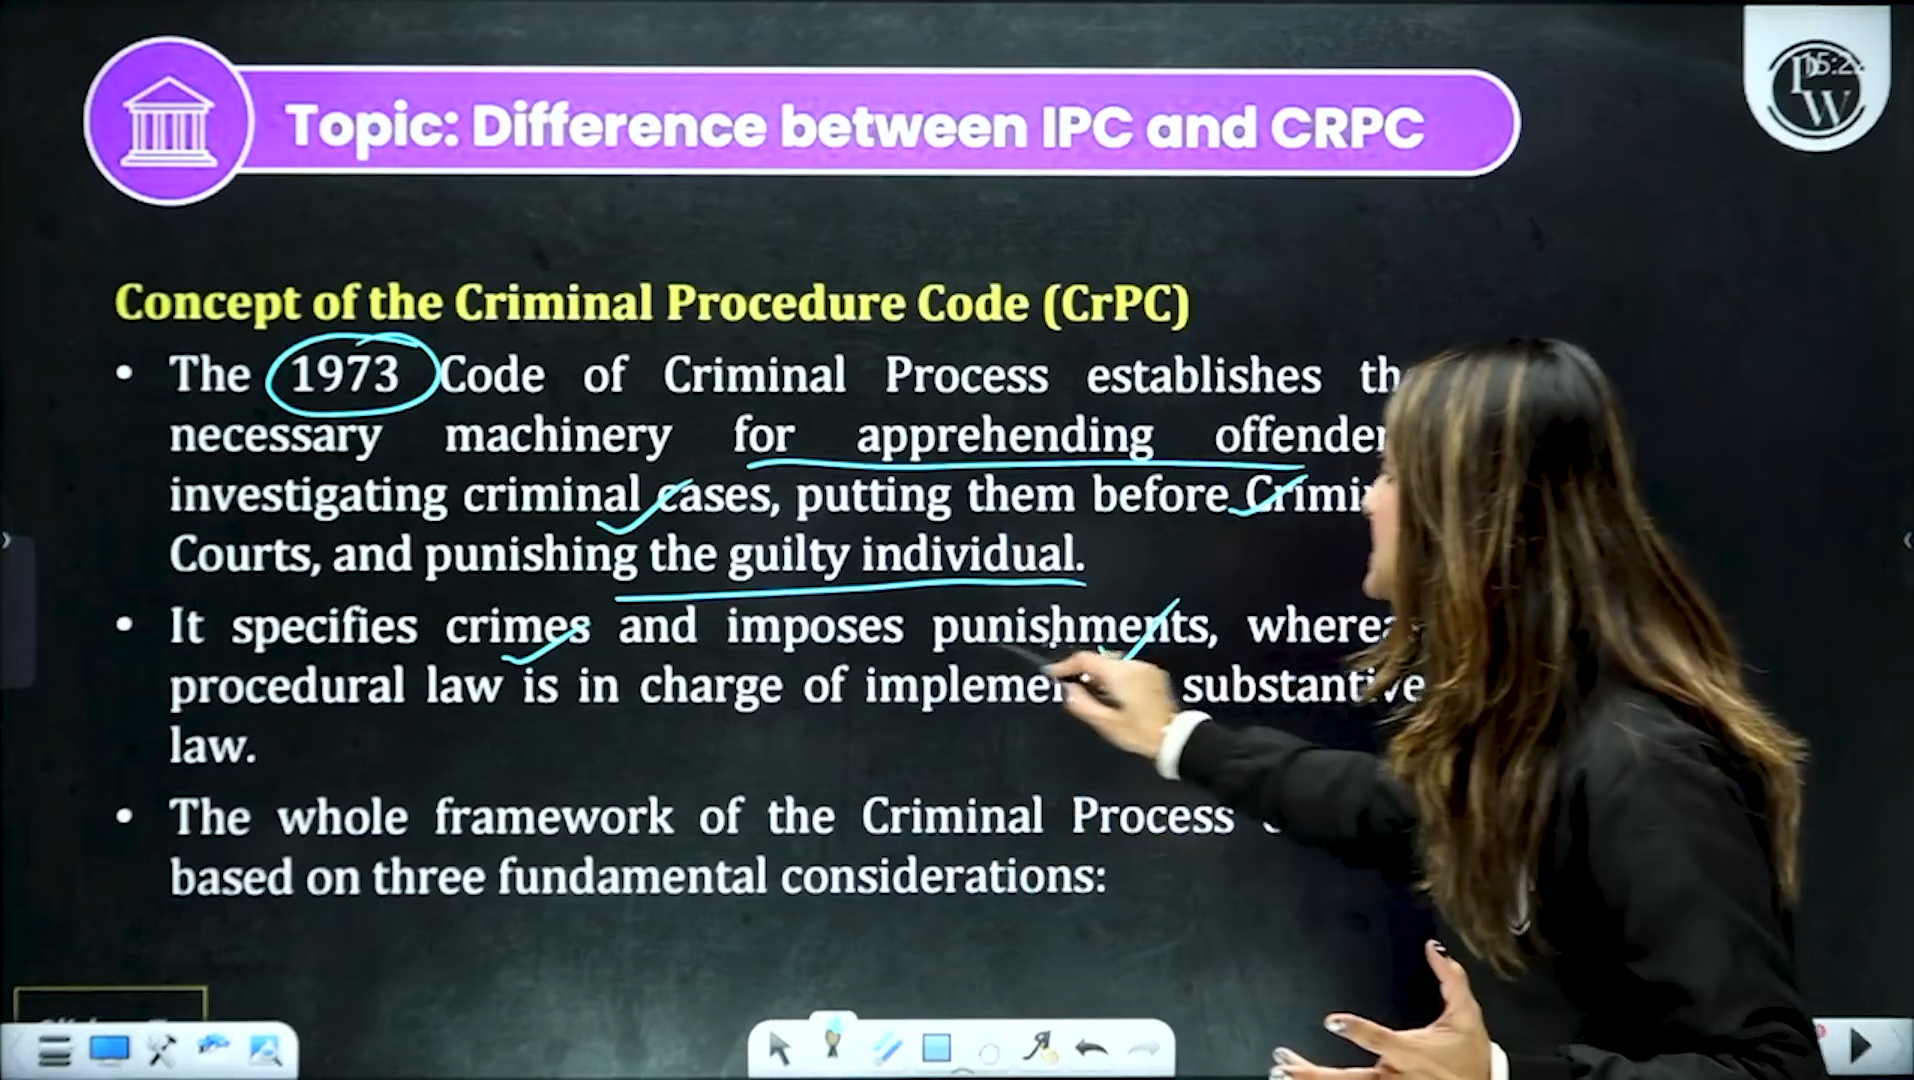 Topic: Difference between IPC and CRPC
Concept of the Criminal Procedure Code (CrPC)
• The 1973 Code of Criminal Process establishes
necessary machinery for apprehending
investigating criminal cases, putting them before
Courts, and punishing the guilty individual.
• It specifies crimes and imposes punishments,
procedural law is in charge of substantive
law.
• The whole framework of the Criminal Process
based on three fundamental considerations: